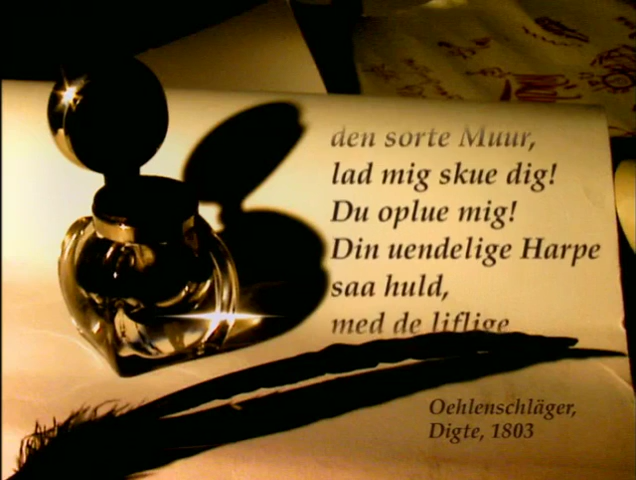 den sorte Muur,
lad mig skue dig!
Du oplue mig!
Din uendelige Harpe
saa huld,
med de liflige
Oehlenschläger,
Digte, 1803